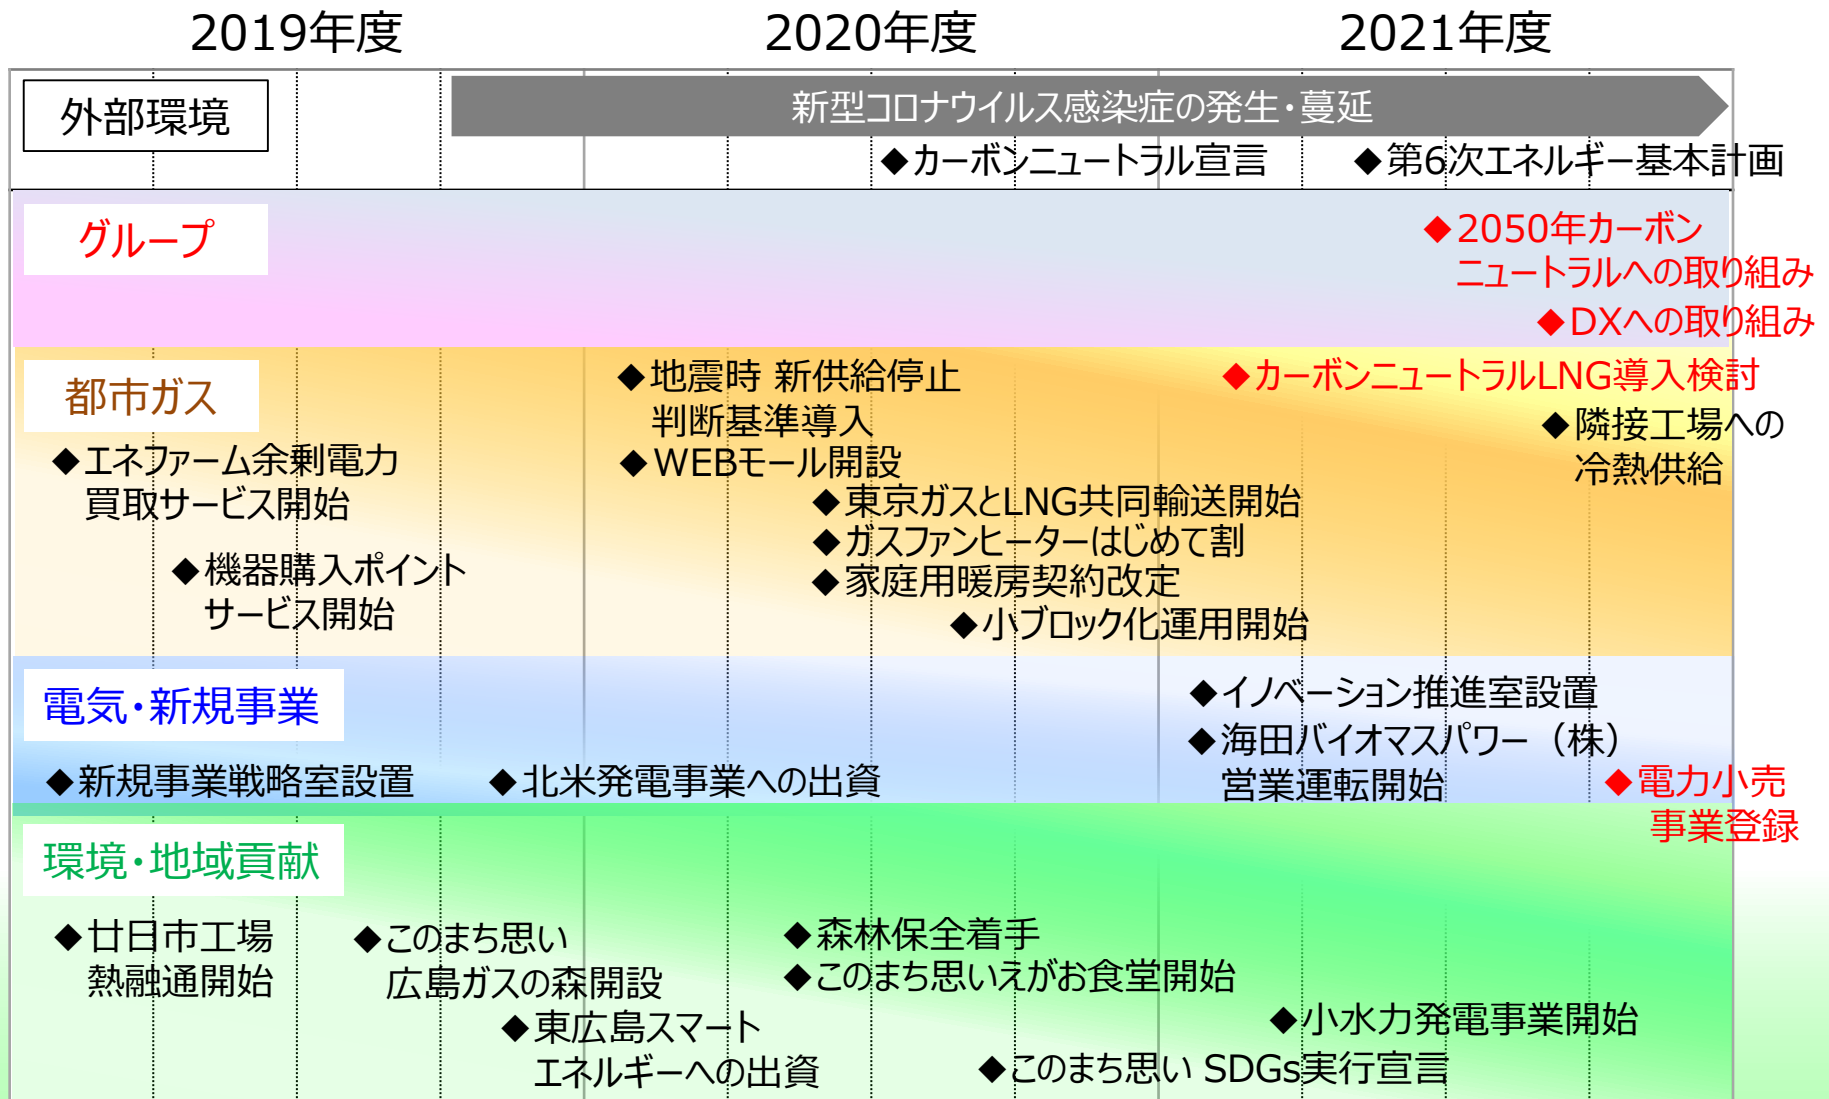 2019年度 2020年度 2021年度
外部環境
新型コロナウイルス感染症の発生・蔓延
◆カーボンニュートラル宣言 ◆第6次エネルギー基本計画
グループ
◆2050年カーボン
ニュートラルへの取り組み
◆DXへの取り組み
都市ガス
◆エネファーム余剰電力
買取サービス開始
◆機器購入ポイント
サービス開始
◆地震時 新供給停止
判断基準導入
◆WEBモール開設
◆東京ガスとLNG共同輸送開始
◆ガスファンヒーターはじめて割
◆家庭用暖房契約改定
◆小ブロック化運用開始
◆カーボンニュートラルLNG導入検討
◆隣接工場への
冷熱供給
電気・新規事業
◆新規事業戦略室設置
◆北米発電事業への出資
◆イノベーション推進室設置
◆海田バイオマスパワー（株）
営業運転開始
◆電力小売
事業登録
環境・地域貢献
◆廿日市工場
熱融通開始
◆このまち思い
広島ガスの森開設
◆東広島スマート
エネルギーへの出資
◆森林保全着手
◆このまち思いえがお食堂開始
◆小水力発電事業開始
◆このまち思い SDGs実行宣言